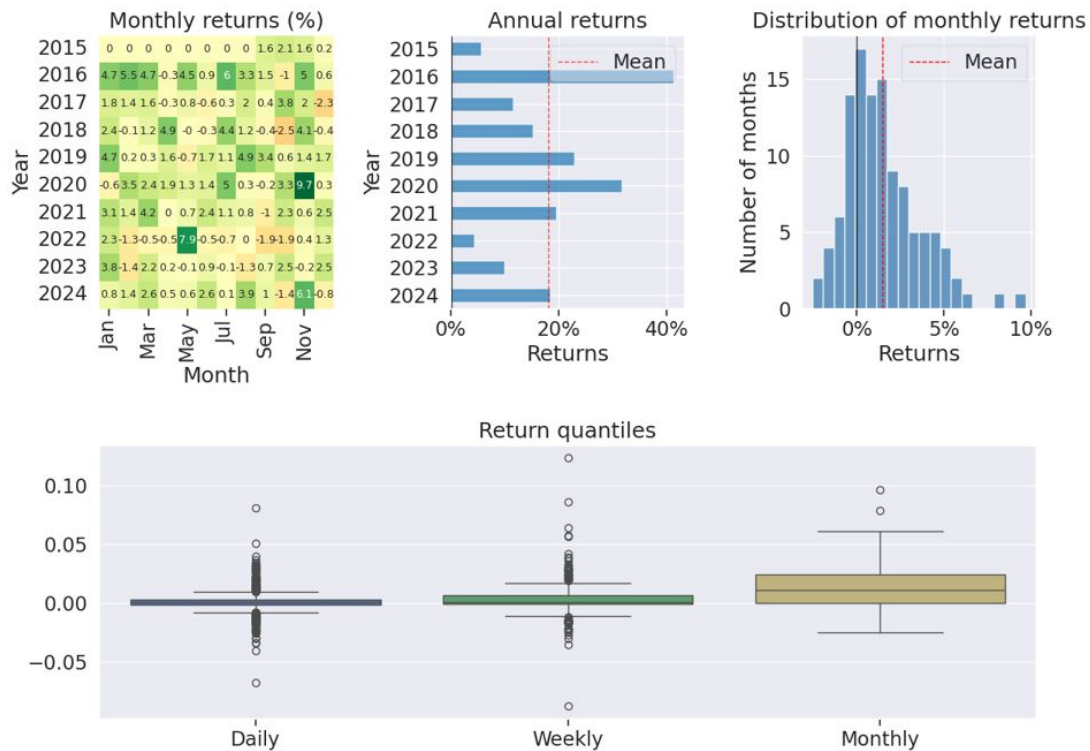 Monthly returns (%)
Year
2015 0 0 0 0 0 0 0 0 1.6 2.1 1.6 0.2
2016 4.7 5.5 4.7 -0.3 4.5 0.9 6 3.3 1.5 -1 5 0.6
2017 1.8 1.4 1.6 -0.3 0.8 -0.6 0.3 2 0.4 3.8 2 -2.3
2018 2.4 -0.1 1.2 4.9 -0 -0.3 4.4 1.2 -0.4 -2.5 4.1 -0.4
2019 4.7 0.2 0.3 1.6 -0.7 1.7 1.1 4.9 3.4 0.6 1.4 1.7
2020 -0.6 3.5 2.4 1.9 1.3 1.4 5 0.3 -0.2 3.3 9.7 0.3
2021 3.1 1.4 4.2 0 0.7 2.4 1.1 0.8 -1 2.3 0.6 2.5
2022 2.3 -1.3 -0.5 -0.5 7.9 -0.5 -0.7 0 -1.9 -1.9 0.4 1.3
2023 3.8 -1.4 2.2 0.2 -0.1 0.9 -0.1 -1.3 0.7 2.5 -0.2 2.5
2024 0.8 1.4 2.6 0.5 0.6 2.6 0.1 3.9 1 -1.4 6.1 -0.8
Jan Mar May Jul Sep Nov
Month
Annual returns
Mean
Year
2015
2016
2017
2018
2019
2020
2021
2022
2023
2024
0% 20% 40%
Returns
Distribution of monthly returns
Mean
Number of months
15
10
5
0
0% 5% 10%
Returns
Return quantiles
0.10
0.05
0.00
−0.05
Daily Weekly Monthly